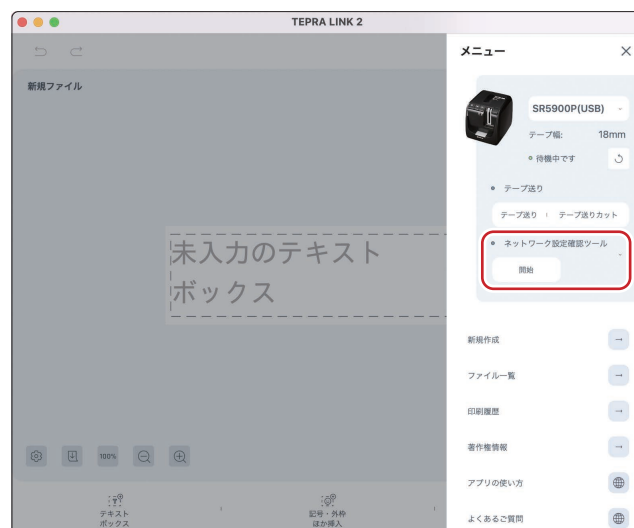 TEPRA LINK 2
新規ファイル
未入力のテキスト
ボックス
100%
テキスト
ボックス
記号・外枠
ほか挿入
メニュー
SR5900P(USB)
テープ幅:
18mm
待機中です
テープ送り
テープ送り
テープ送りカット
ネットワーク設定確認ツール
開始
新規作成
ファイル一覧
印刷履歴
著作権情報
アプリの使い方
よくあるご質問